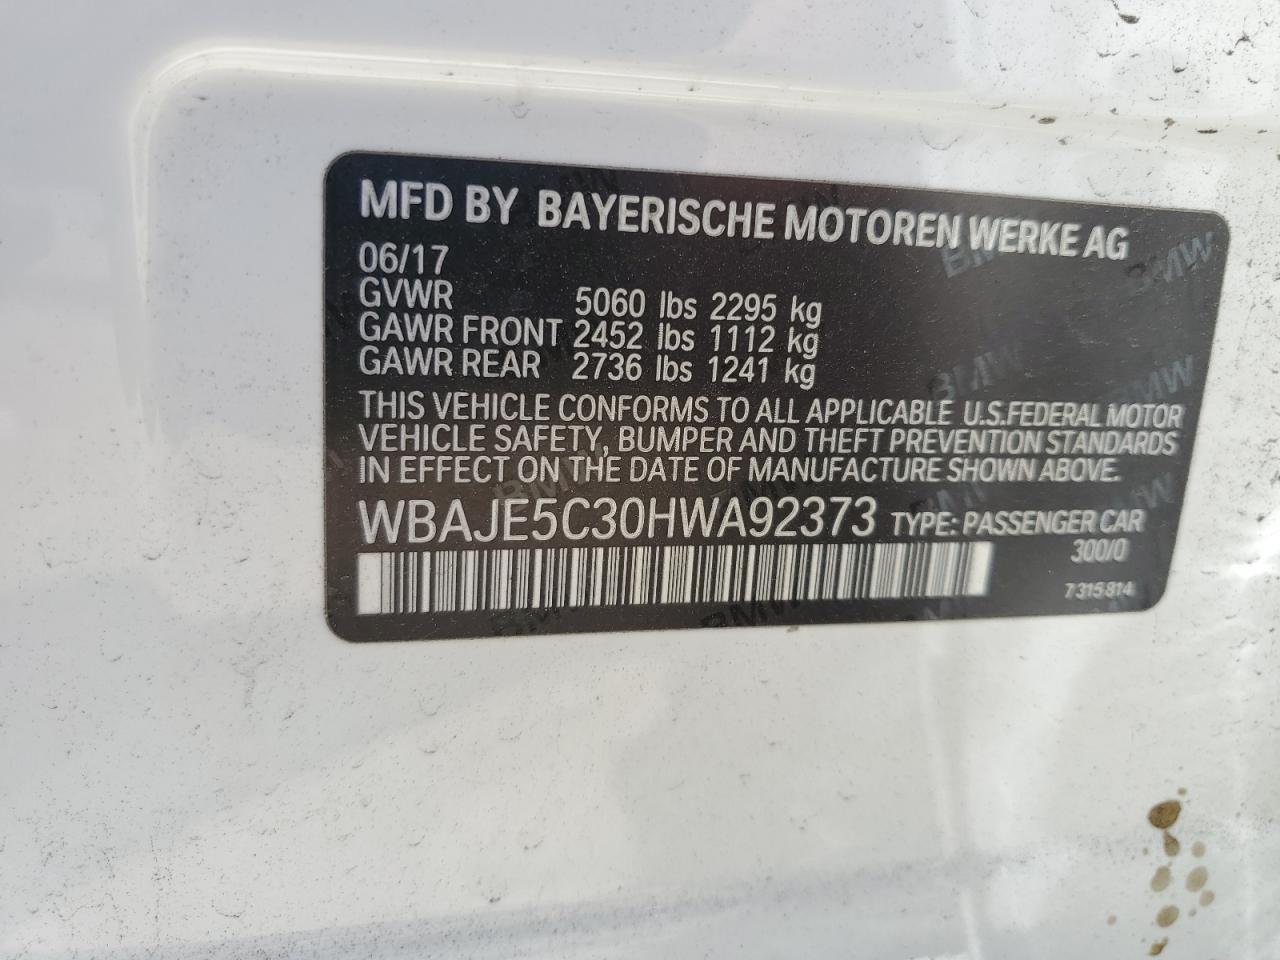 MFD BY BAYERISCHE MOTOREN WERKE AG
06/17
GVWR 5060 lbs 2295 kg
GAWR FRONT 2452 lbs 1112 kg
GAWR REAR 2736 lbs 1241 kg
THIS VEHICLE CONFORMS TO ALL APPLICABLE U.S.FEDERAL MOTOR
VEHICLE SAFETY, BUMPER AND THEFT PREVENTION STANDARDS
IN EFFECT ON THE DATE OF MANUFACTURE SHOWN ABOVE.
WBAJE5C30HWA92373 TYPE: PASSENGER CAR
300/0
7315814